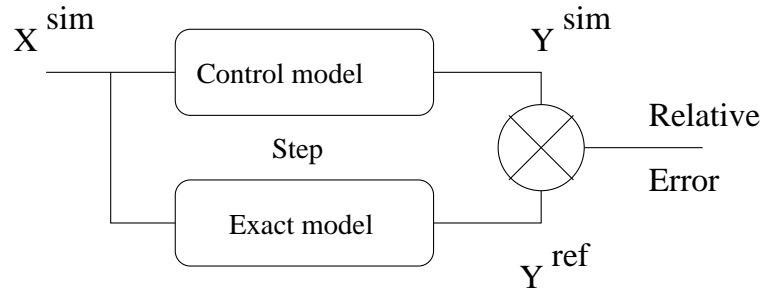 X sim
Control model
Y sim
Step
Relative
Error
Exact model
Y ref